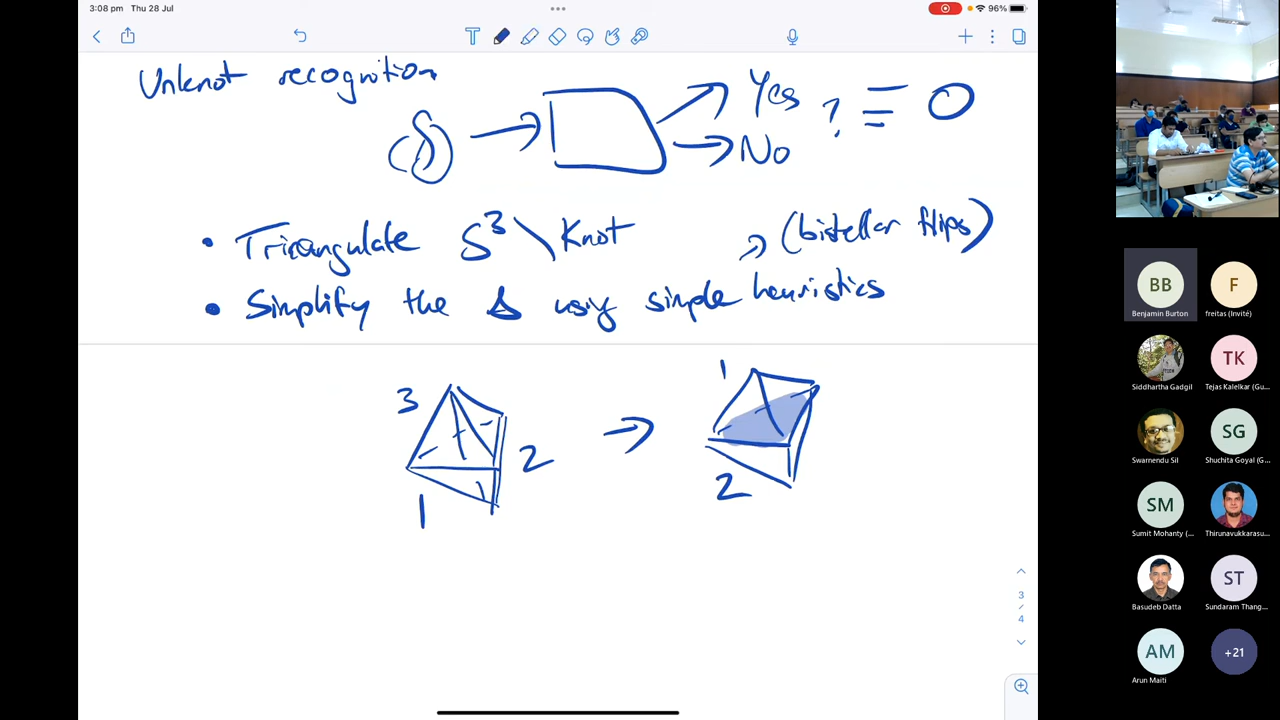 3:08 pm Thu 28 Jul
96%
Unknot recognition
Yes
No
? ≡ O
• Triangulate S³ \ Knot
→ (bistellar flips)
• Simplify the Δ using simple heuristics
3
2
1
→
1
2
3
/
4
BB
Benjamin Burton
F
freitas (Invité)
Siddhartha Gadgil
TK
Tejas Kalelkar (Gu...
Swarnendu Sil
SG
Shuchita Goyal (G...
SM
Sumit Mohanty (...
Thirunavukkarasu...
Basudeb Datta
ST
Sundaram Thang...
AM
Arun Maiti
+21